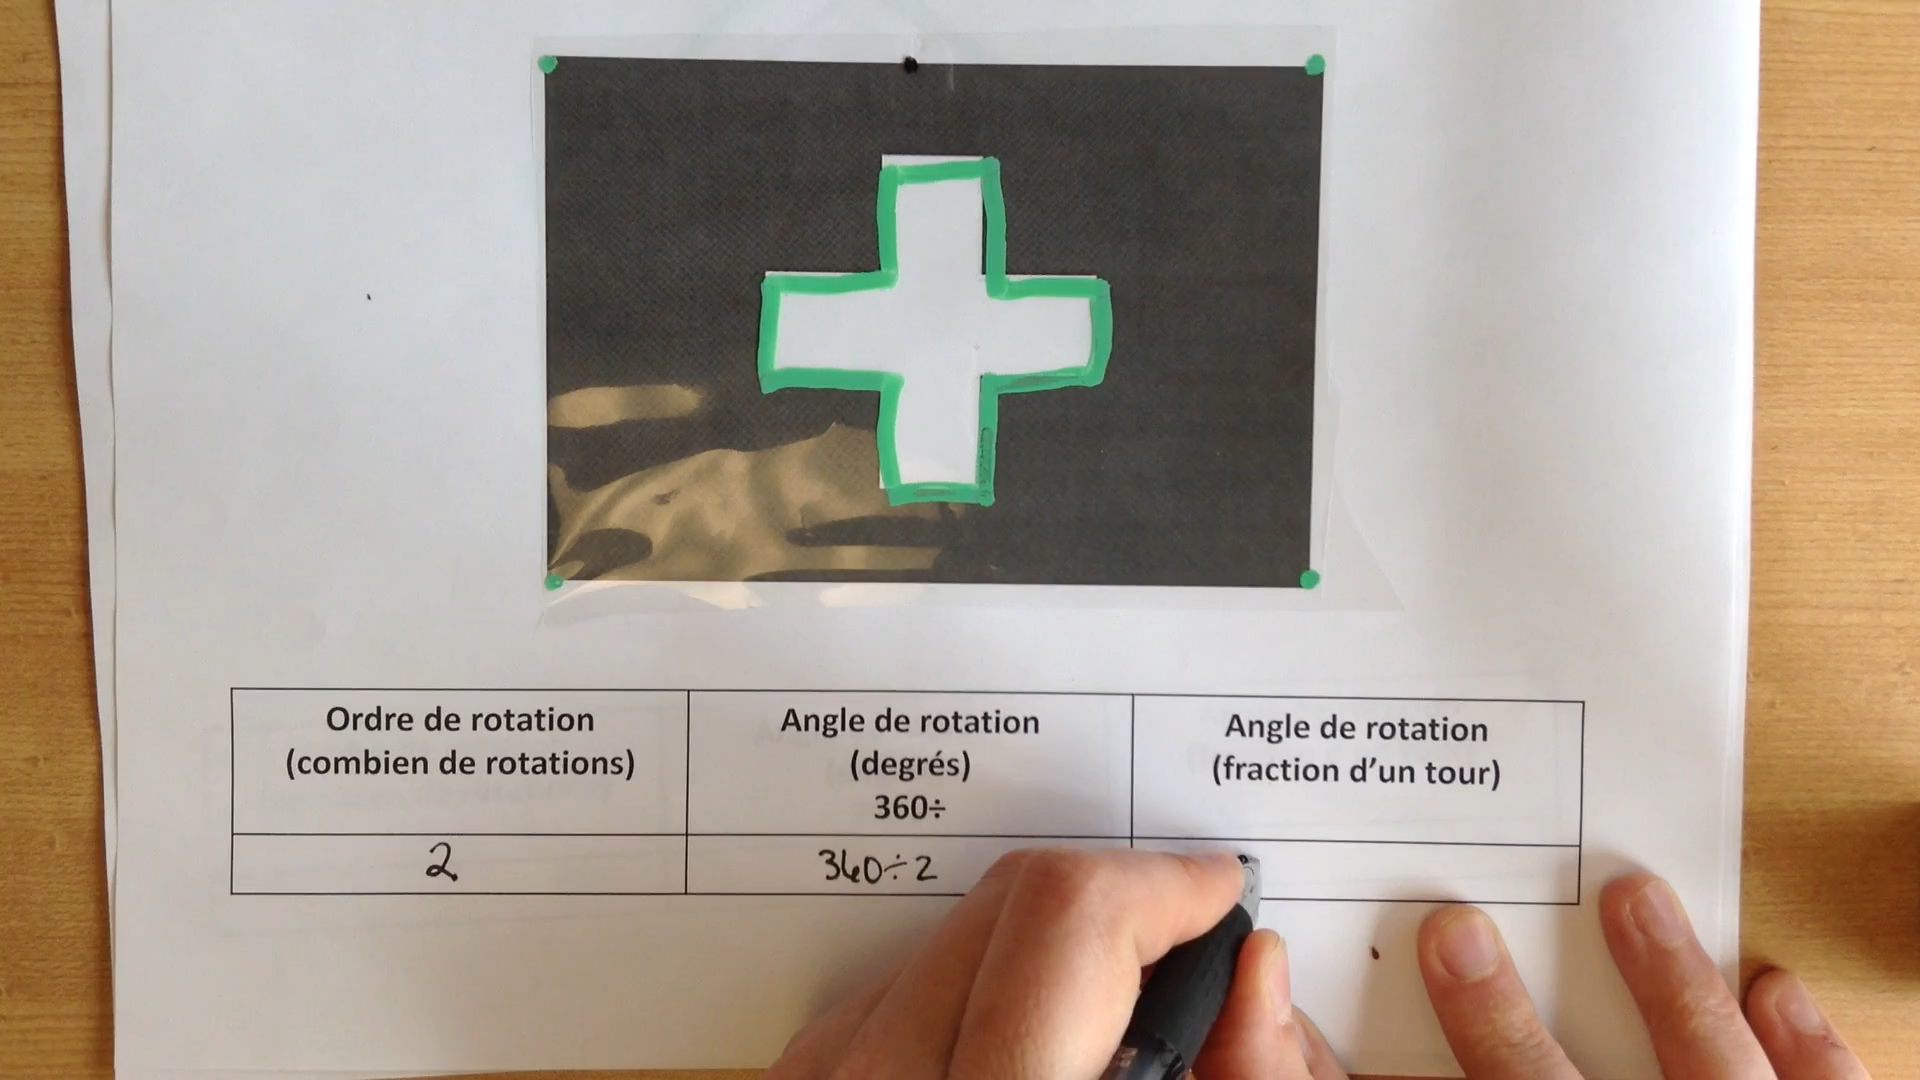 Ordre de rotation
(combien de rotations)
Angle de rotation
(degrés)
360÷
Angle de rotation
(fraction d'un tour)
2
360÷2